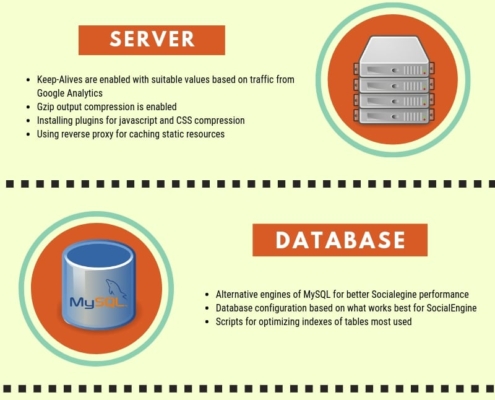 SERVER
• Keep-Alives are enabled with suitable values based on traffic from
Google Analytics
• Gzip output compression is enabled
• Installing plugins for javascript and CSS compression
• Using reverse proxy for caching static resources
DATABASE
MySQL
• Alternative engines of MySQL for better Socialegine performance
• Database configuration based on what works best for SocialEngine
• Scripts for optimizing indexes of tables most used